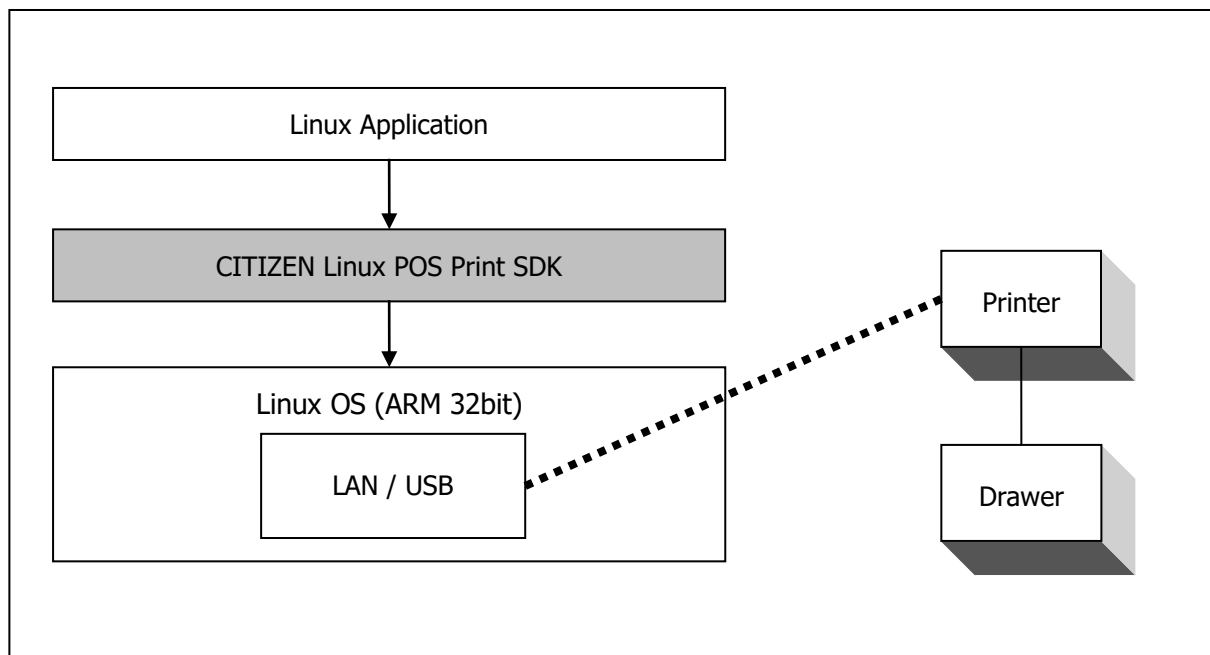 Linux Application
CITIZEN Linux POS Print SDK
Linux OS (ARM 32bit)
LAN / USB
Printer
Drawer